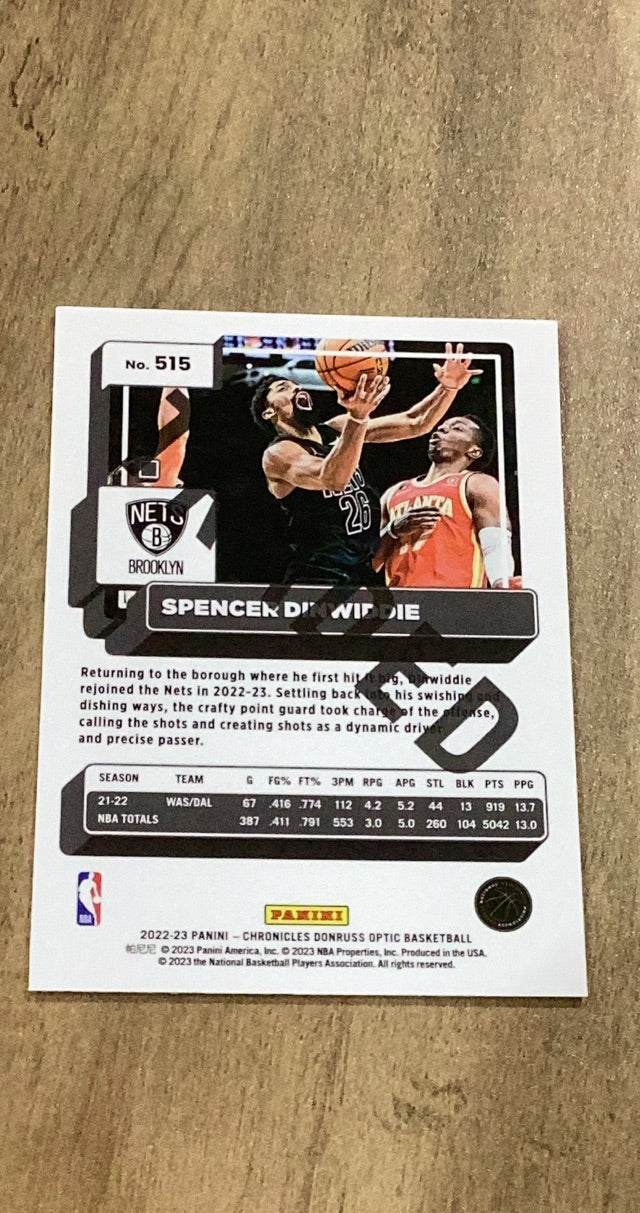 No. 515
NETS
26
ATLANTA
NETS
B
BROOKLYN
SPENCER DINWIDDIE
Returning to the borough where he first hit it big, Dinwiddie
rejoined the Nets in 2022-23. Settling back into his swishing and
dishing ways, the crafty point guard took charge of the offense,
calling the shots and creating shots as a dynamic driver
and precise passer.
SEASON TEAM G FG% FT% 3PM RPG APG STL BLK PTS PPG
21-22 WAS/DAL 67 .416 .774 112 4.2 5.2 44 13 919 13.7
NBA TOTALS 387 .411 .791 553 3.0 5.0 260 104 5042 13.0
NBA
PANINI
2022-23 PANINI – CHRONICLES DONRUSS OPTIC BASKETBALL
帕尼尼 © 2023 Panini America, Inc. © 2023 NBA Properties, Inc. Produced in the USA.
© 2023 the National Basketball Players Association. All rights reserved.